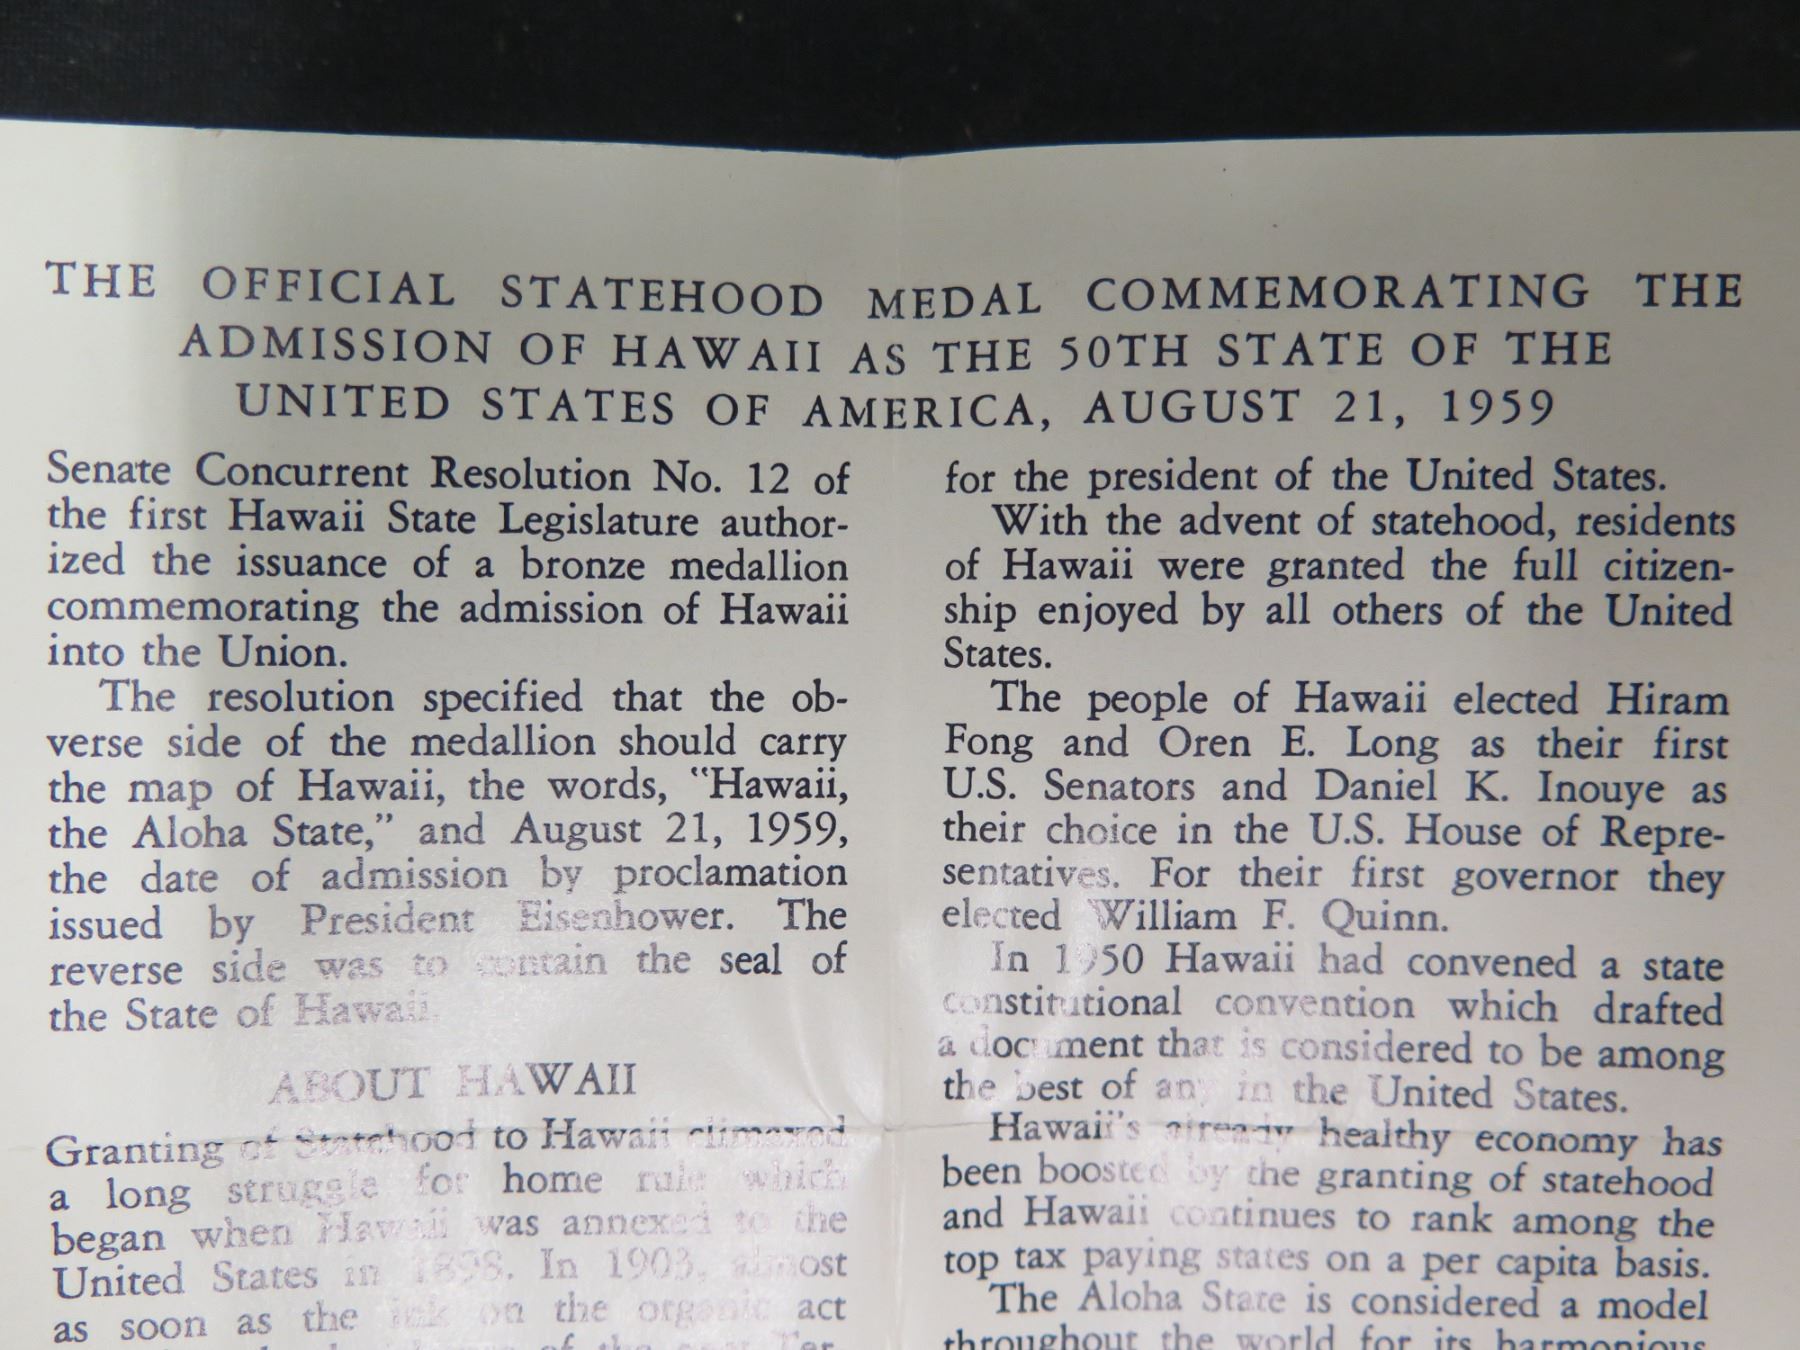 THE OFFICIAL STATEHOOD MEDAL COMMEMORATING THE
ADMISSION OF HAWAII AS THE 50TH STATE OF THE
UNITED STATES OF AMERICA, AUGUST 21, 1959
Senate Concurrent Resolution No. 12 of
the first Hawaii State Legislature author-
ized the issuance of a bronze medallion
commemorating the admission of Hawaii
into the Union.
The resolution specified that the ob-
verse side of the medallion should carry
the map of Hawaii, the words, "Hawaii,
the Aloha State," and August 21, 1959,
the date of admission by proclamation
issued by President Eisenhower. The
reverse side was to contain the seal of
the State of Hawaii.
ABOUT HAWAII
Granting of Statehood to Hawaii climaxed
a long struggle for home rule which
began when Hawaii was annexed to the
United States in 1898. In 1903, almost
as soon as the ink on the organic act
of the
for the president of the United States.
With the advent of statehood, residents
of Hawaii were granted the full citizen-
ship enjoyed by all others of the United
States.
The people of Hawaii elected Hiram
Fong and Oren E. Long as their first
U.S. Senators and Daniel K. Inouye as
their choice in the U.S. House of Repre-
sentatives. For their first governor they
elected William F. Quinn.
In 1950 Hawaii had convened a state
constitutional convention which drafted
a document that is considered to be among
the best of any in the United States.
Hawaii's already healthy economy has
been boosted by the granting of statehood
and Hawaii continues to rank among the
top tax paying states on a per capita basis.
The Aloha State is considered a model
throughout the world for its harmonious